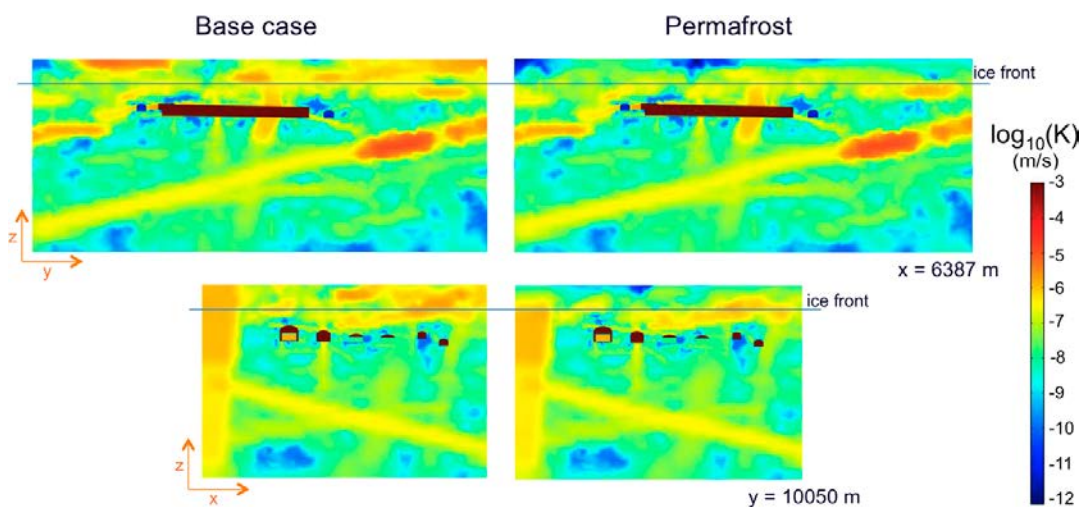 Base case
Permafrost
ice front
log10(K)
(m/s)
-3
-4
-5
-6
-7
-8
-9
-10
-11
-12
z
y
x = 6387 m
ice front
z
x
y = 10050 m